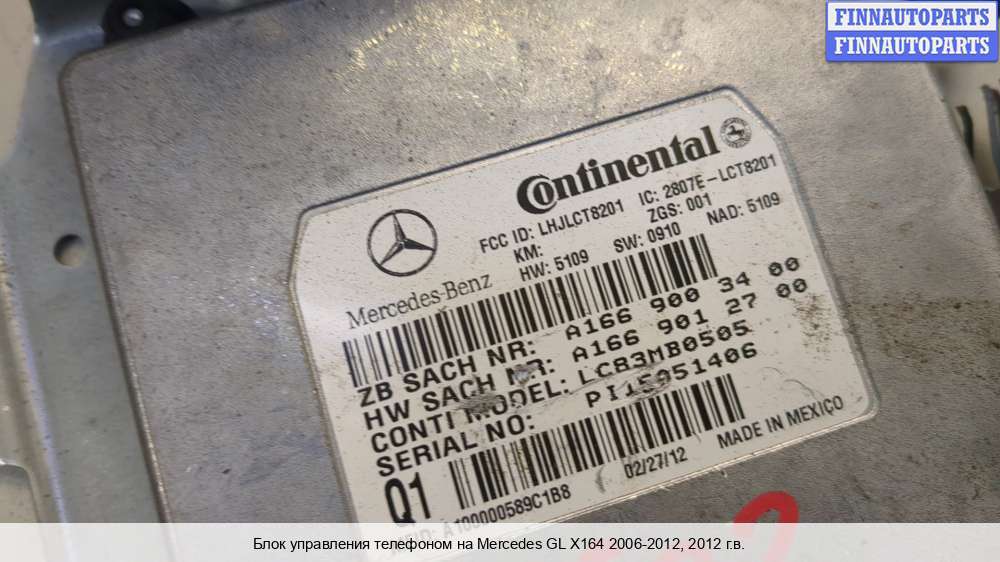 FINNAUTOPARTS
FINNAUTOPARTS
Continental
FCC ID: LHJLCT8201 IC: 2807E-LCT8201
KM: ZGS: 001
HW: 5109 SW: 0910 NAD: 5109
Mercedes-Benz
ZB SACH NR: A166 900 34 00
HW SACH NR: A166 901 27 00
CONTI MODEL: LC83MB0505
SERIAL NO: PI15051406
Q1
02/27/12 MADE IN MEXICO
A100000589C1B8
Блок управления телефоном на Mercedes GL X164 2006-2012, 2012 г.в.